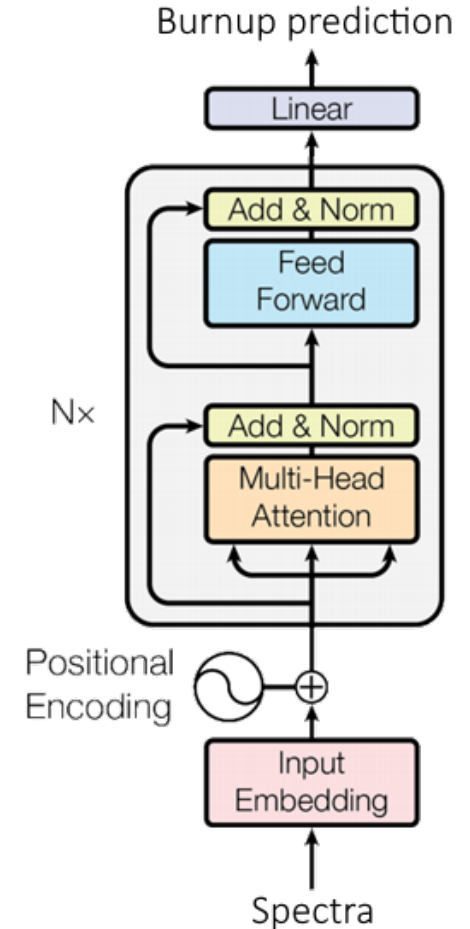 Burnup prediction
Linear
Add & Norm
Feed
Forward
Nx
Add & Norm
Multi-Head
Attention
Positional
Encoding
Input
Embedding
Spectra